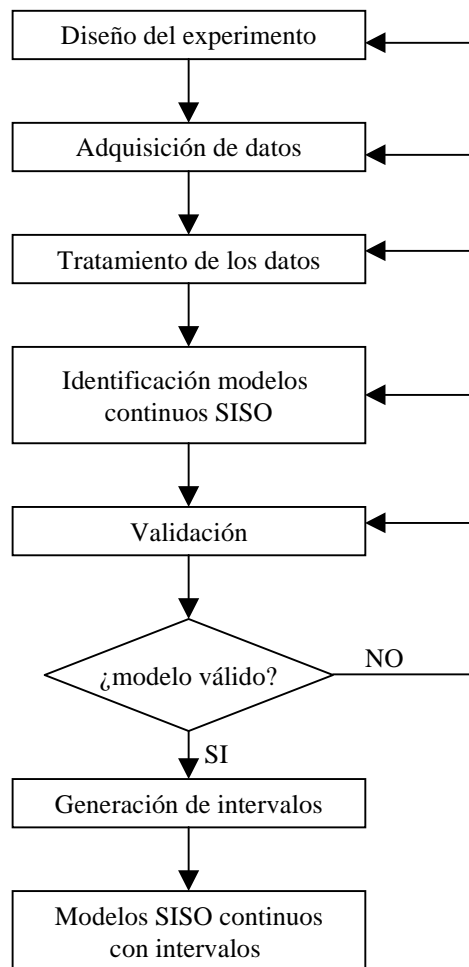 Diseño del experimento
Adquisición de datos
Tratamiento de los datos
Identificación modelos
continuos SISO
Validación
¿modelo válido?
NO
SI
Generación de intervalos
Modelos SISO continuos
con intervalos